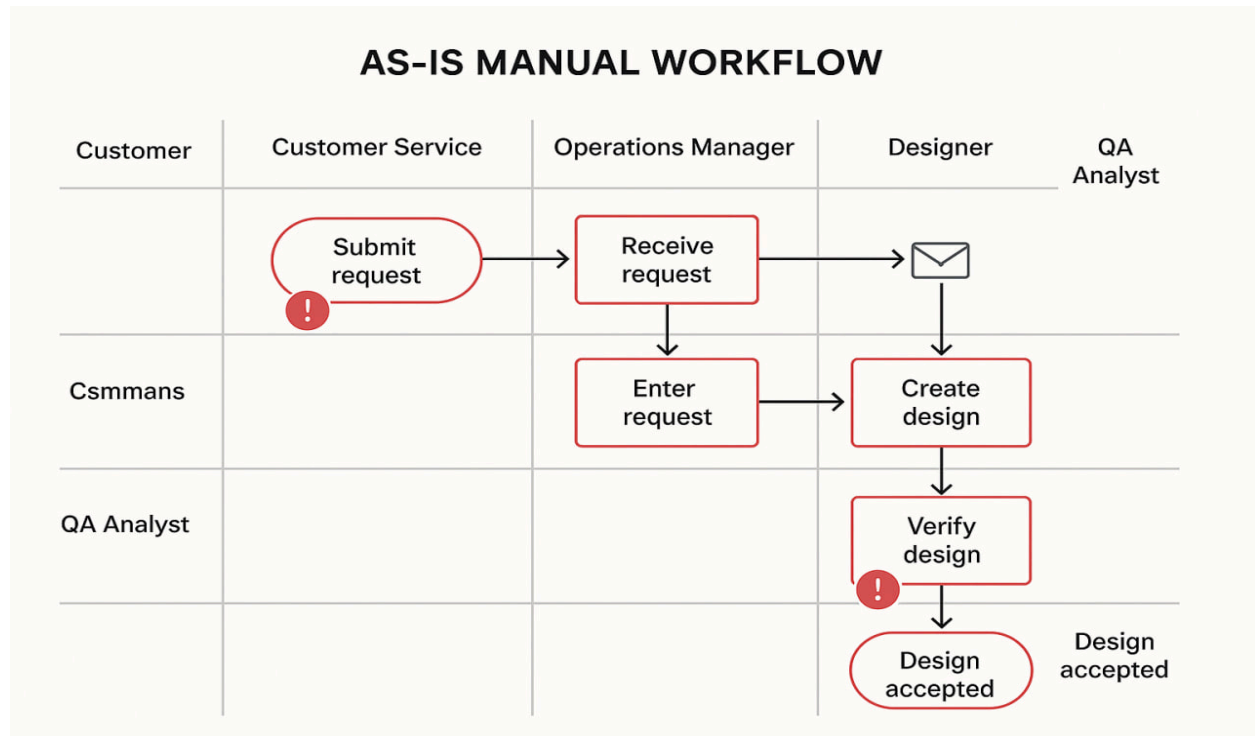 AS-IS MANUAL WORKFLOW
Customer
Customer Service
Operations Manager
Designer
QA
Analyst
Submit
request
!
Receive
request
Csmmans
Enter
request
Create
design
QA Analyst
Verify
design
!
Design
accepted
Design
accepted